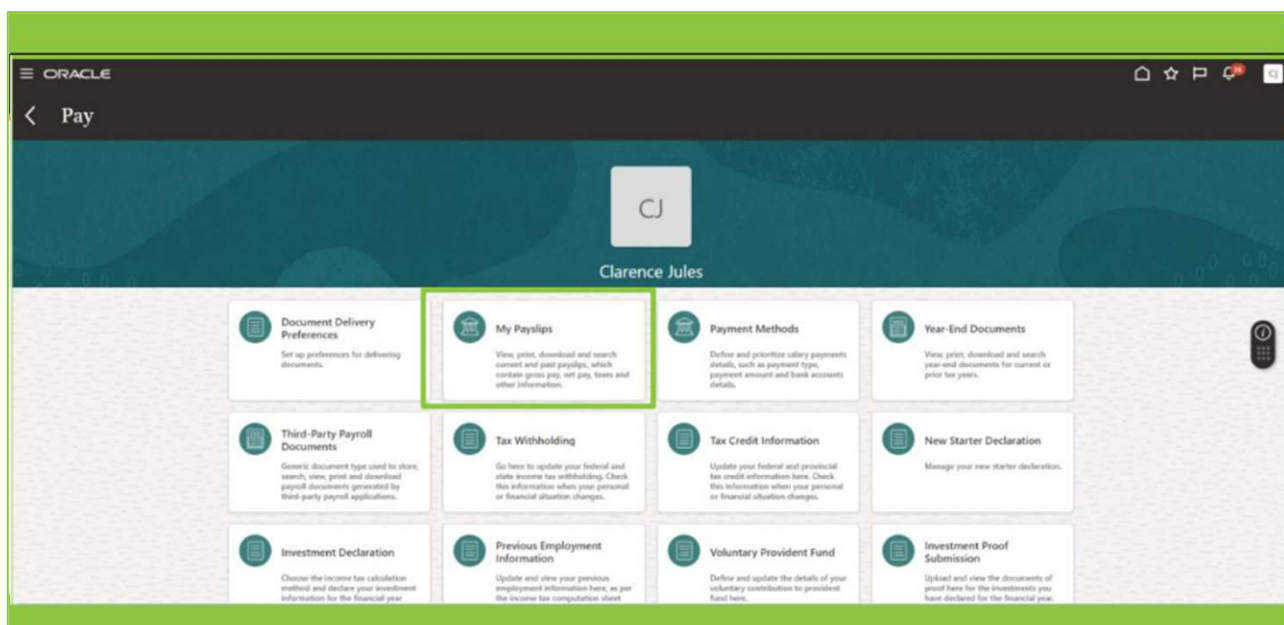 ORACLE
26
CJ
Pay
CJ
Clarence Jules
Document Delivery
Preferences
Set up preferences for delivering
documents.
My Payslips
View, print, download and search
current and past payslips, which
contain gross pay, net pay, taxes and
other information.
Payment Methods
Define and prioritize salary payments
details, such as payment type,
payment amount and bank accounts
details.
Year-End Documents
View, print, download and search
year-end documents for current or
prior tax years.
Third-Party Payroll
Documents
Generic document type used to store,
search, view, print and download
payroll documents generated by
third-party payroll applications.
Tax Withholding
Go here to update your federal and
state income tax withholding. Check
this information when your personal
or financial situation changes.
Tax Credit Information
Update your federal and provincial
tax credit information here. Check
this information when your personal
or financial situation changes.
New Starter Declaration
Manage your new starter declaration.
Investment Declaration
Choose the income tax calculation
method and declare your investment
information for the financial year
Previous Employment
Information
Update and view your previous
employment information here, as per
the income tax computation sheet
Voluntary Provident Fund
Define and update the details of your
voluntary contribution to provident
fund here.
Investment Proof
Submission
Upload and view the documents of
proof here for the investments you
have declared for the financial year.